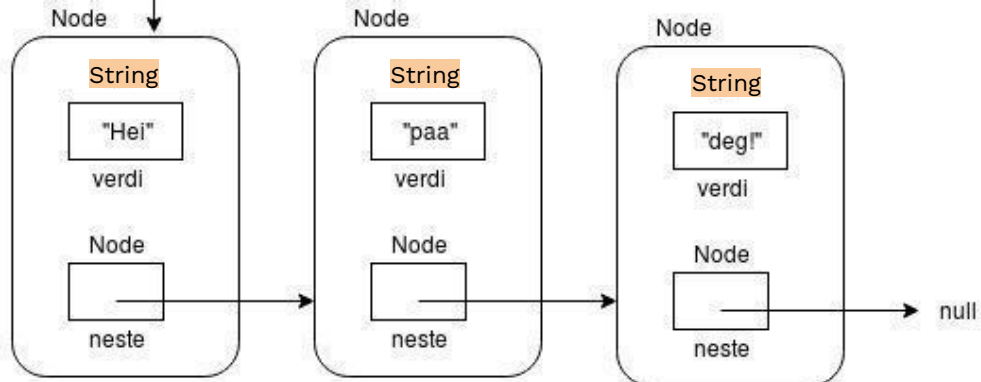 Node
String
"Hei"
verdi
Node
neste
Node
String
"paa"
verdi
Node
neste
Node
String
"deg!"
verdi
Node
neste
null